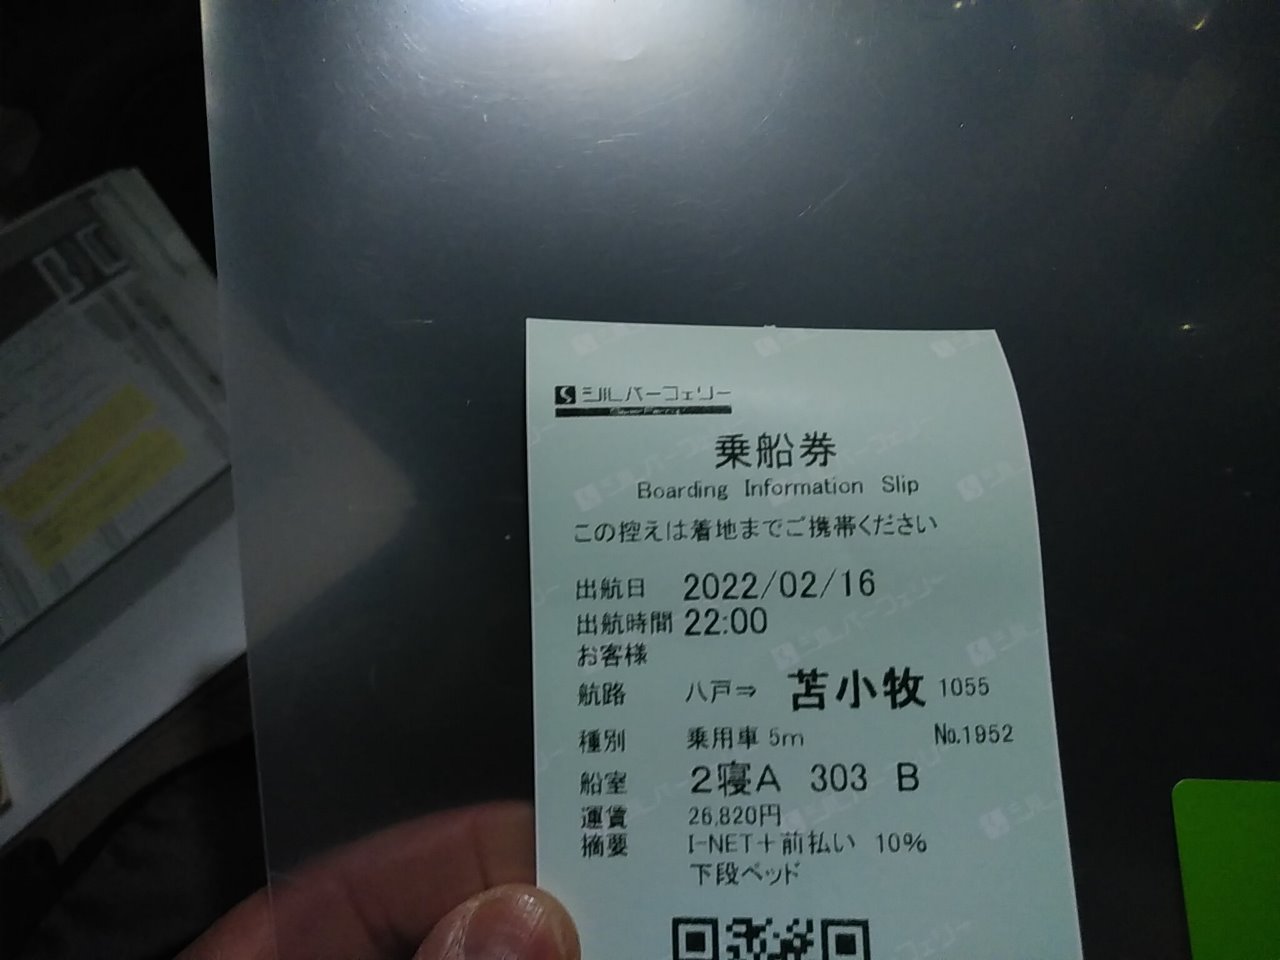 シルバーフェリー
Silver Ferry
乗船券
Boarding Information Slip
この控えは着地までご携帯ください
出航日 2022/02/16
出航時間 22:00
お客様
航路 八戸⇒ 苫小牧 1055
種別 乗用車 5m No.1952
船室 2寝A 303 B
運賃 26,820円
摘要 I-NET+前払い 10%
下段ベッド